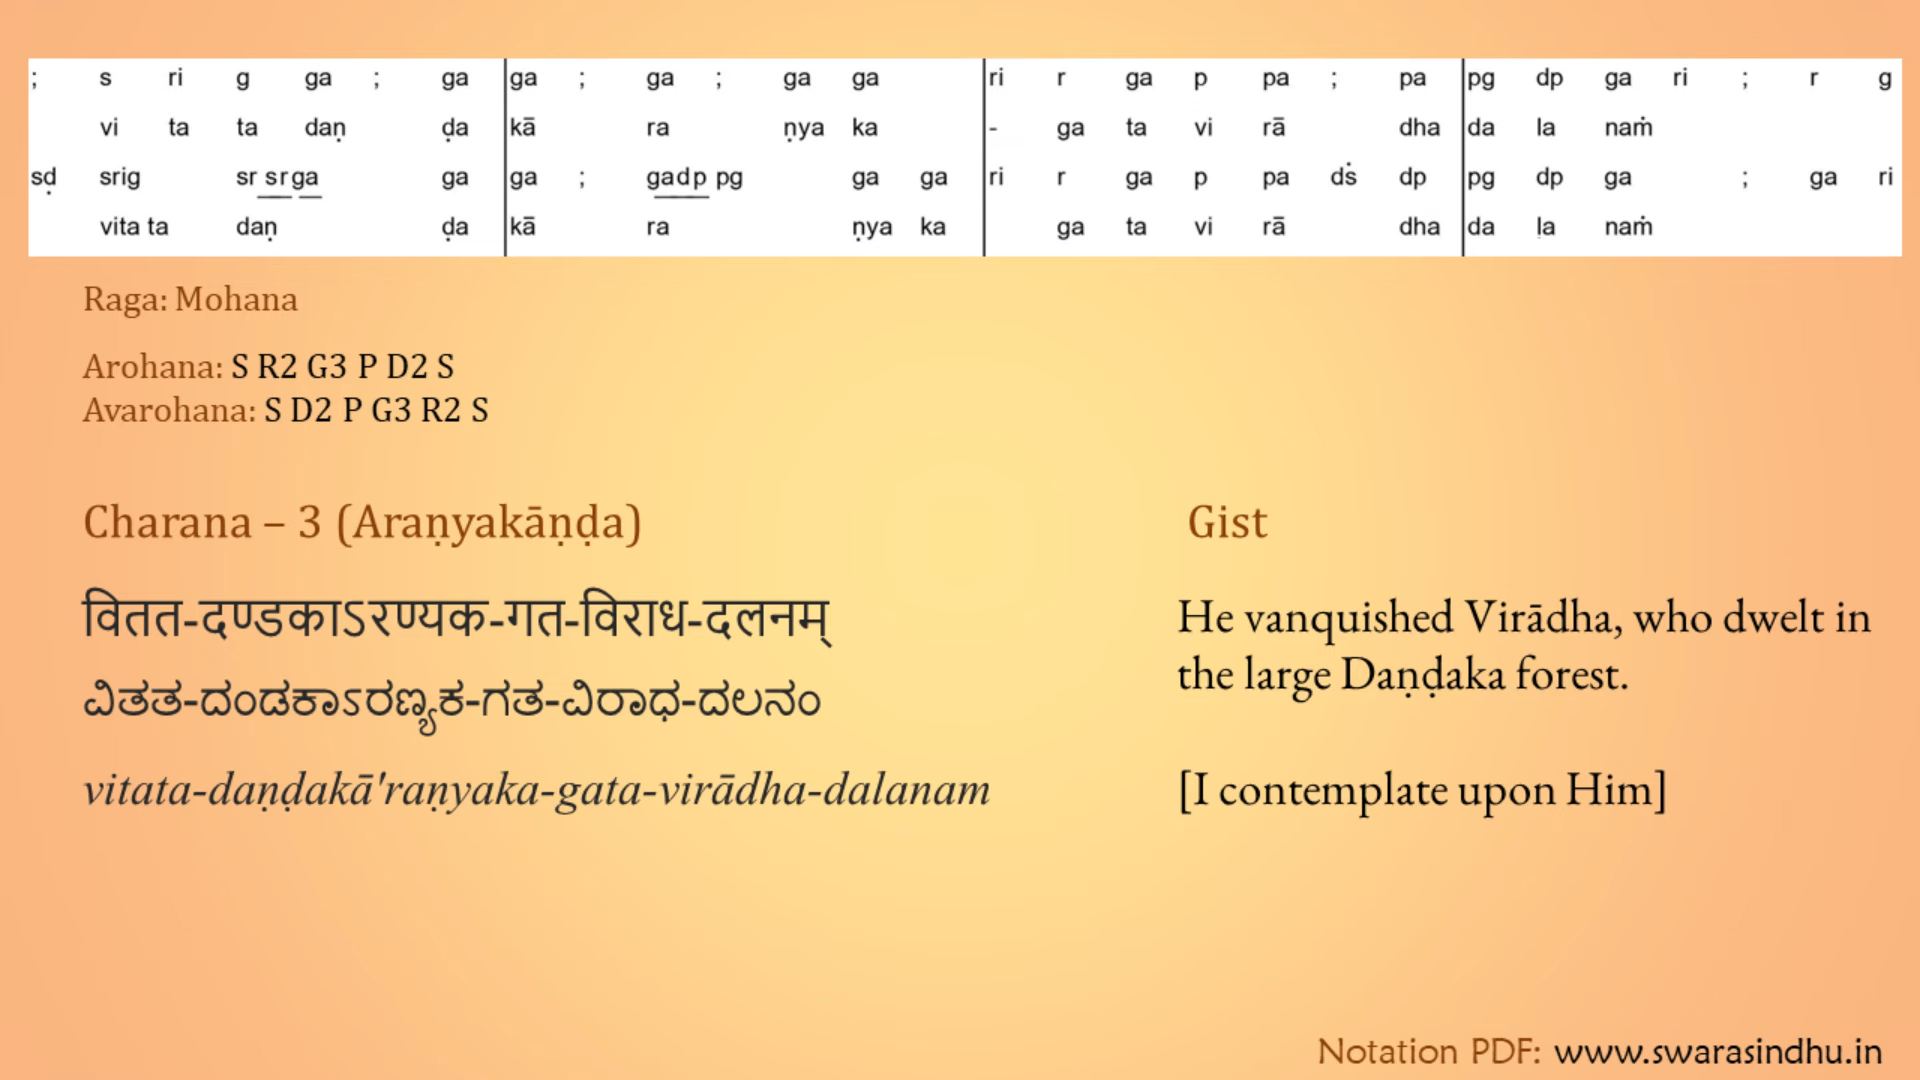 ; s ri g ga ; ga ga ; ga ; ga ga ri r ga p pa ; pa pg dp ga ri ; r g
vi ta ta daṇ ḍa kā ra ṇya ka - ga ta vi rā dha da la naṁ
sḍ srig sr srga ga ga ; gadp pg ga ga ri r ga p pa dṡ dp pg dp ga ; ga ri
vita ta daṇ ḍa kā ra ṇya ka ga ta vi rā dha da ḷa naṁ
Raga: Mohana
Arohana: S R2 G3 P D2 S
Avarohana: S D2 P G3 R2 S
Charana – 3 (Araṇyakāṇḍa)
वितत-दण्डकाऽरण्यक-गत-विराध-दलनम्
ವಿತತ-ದಂಡಕಾಽರಣ್ಯಕ-ಗತ-ವಿರಾಧ-ದಲನಂ
vitata-daṇḍakā'raṇyaka-gata-virādha-dalanam
Gist
He vanquished Virādha, who dwelt in
the large Daṇḍaka forest.
[I contemplate upon Him]
Notation PDF: www.swarasindhu.in